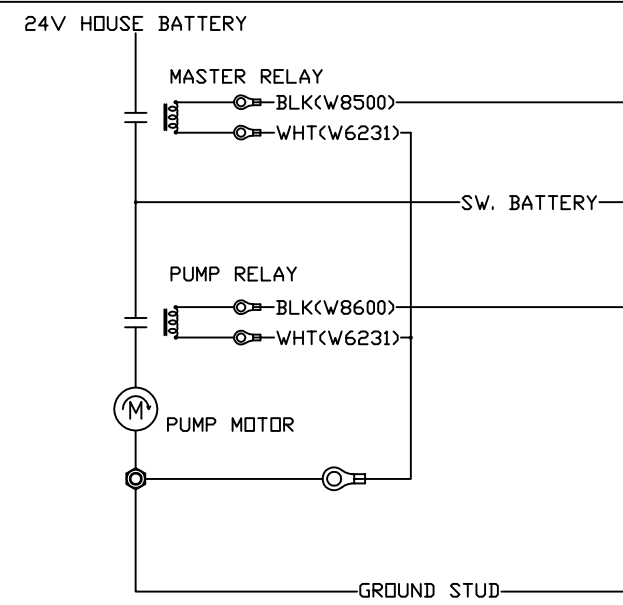 24V HOUSE BATTERY
MASTER RELAY
BLK(W8500)
WHT(W6231)
SW. BATTERY
PUMP RELAY
BLK(W8600)
WHT(W6231)
M
PUMP MOTOR
GROUND STUD